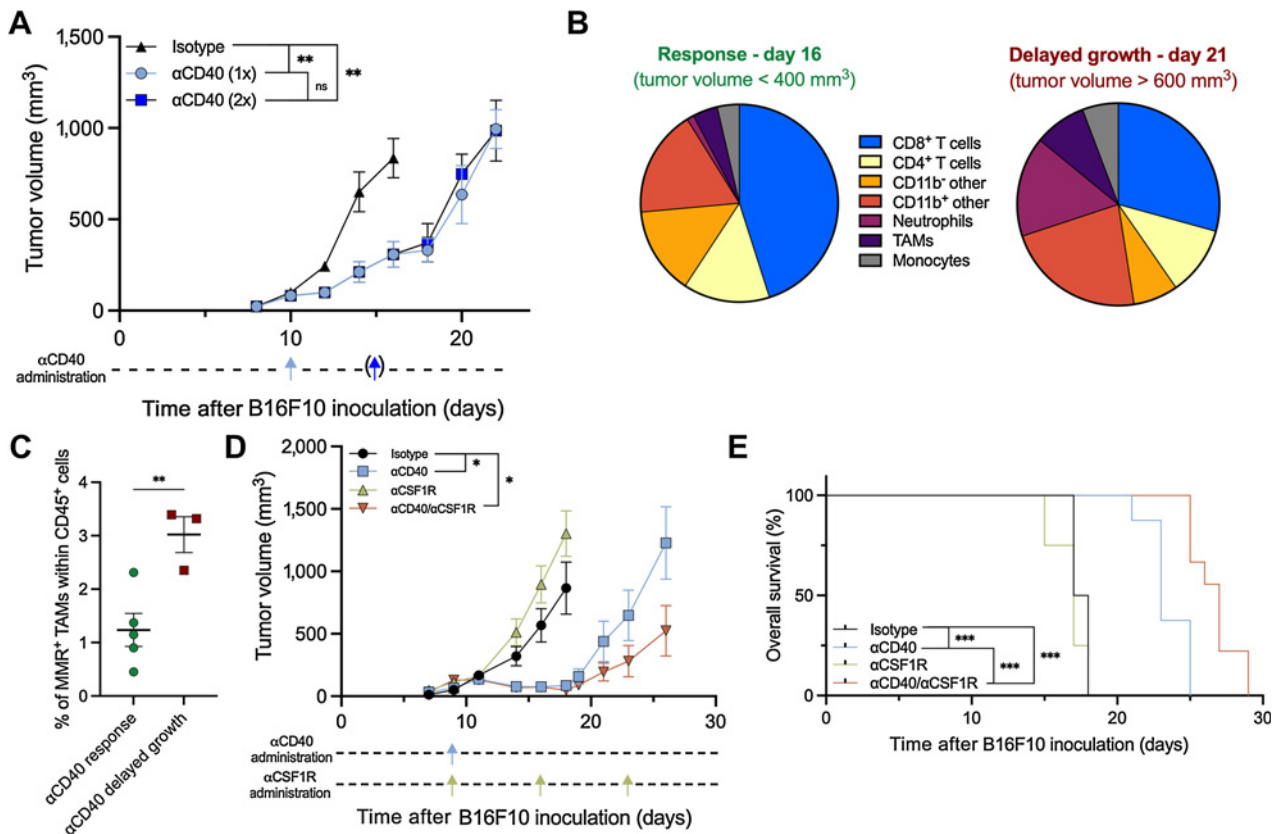 A
Tumor volume (mm³)
1,500
1,000
500
0
0
10
20
Isotype
αCD40 (1x)
αCD40 (2x)
**
ns
**
αCD40
administration
( )
Time after B16F10 inoculation (days)
B
Response - day 16
(tumor volume < 400 mm³)
Delayed growth - day 21
(tumor volume > 600 mm³)
CD8⁺ T cells
CD4⁺ T cells
CD11b⁻ other
CD11b⁺ other
Neutrophils
TAMs
Monocytes
C
% of MMR⁺ TAMs within CD45⁺ cells
4
3
2
1
0
**
αCD40 response
αCD40 delayed growth
D
Tumor volume (mm³)
2,000
1,500
1,000
500
0
0
10
20
30
Isotype
αCD40
αCSF1R
αCD40/αCSF1R
*
*
αCD40
administration
αCSF1R
administration
Time after B16F10 inoculation (days)
E
Overall survival (%)
100
50
0
0
10
20
30
Isotype
αCD40
αCSF1R
αCD40/αCSF1R
***
***
***
Time after B16F10 inoculation (days)